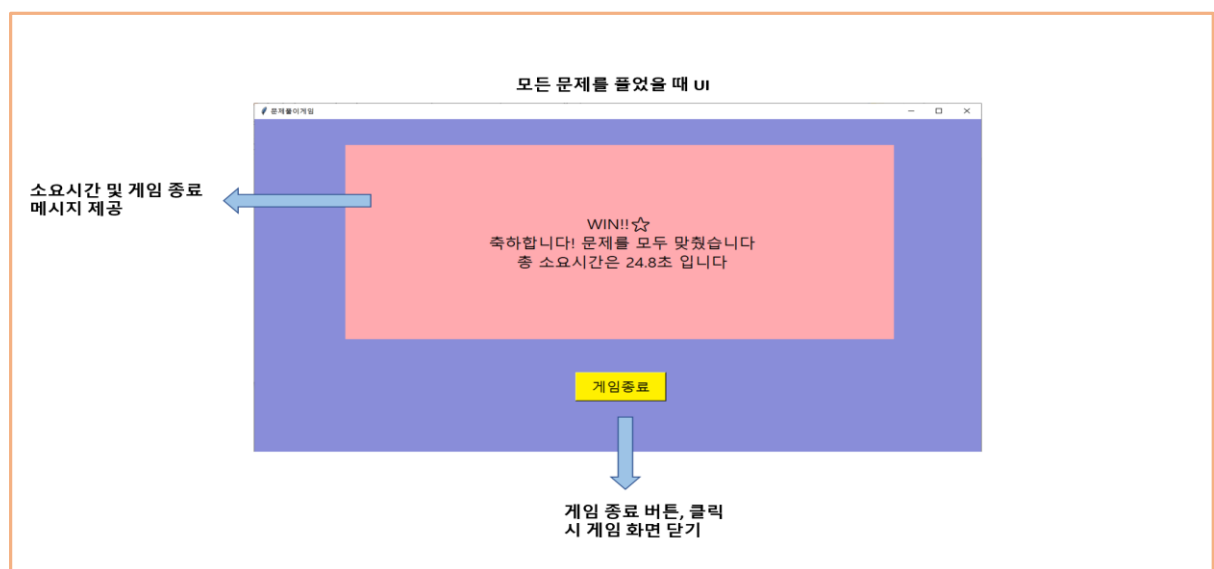 모든 문제를 풀었을 때 UI
문제풀이게임
소요시간 및 게임 종료
메시지 제공
WIN!!☆
축하합니다! 문제를 모두 맞췄습니다
총 소요시간은 24.8초 입니다
게임종료
게임 종료 버튼, 클릭
시 게임 화면 닫기